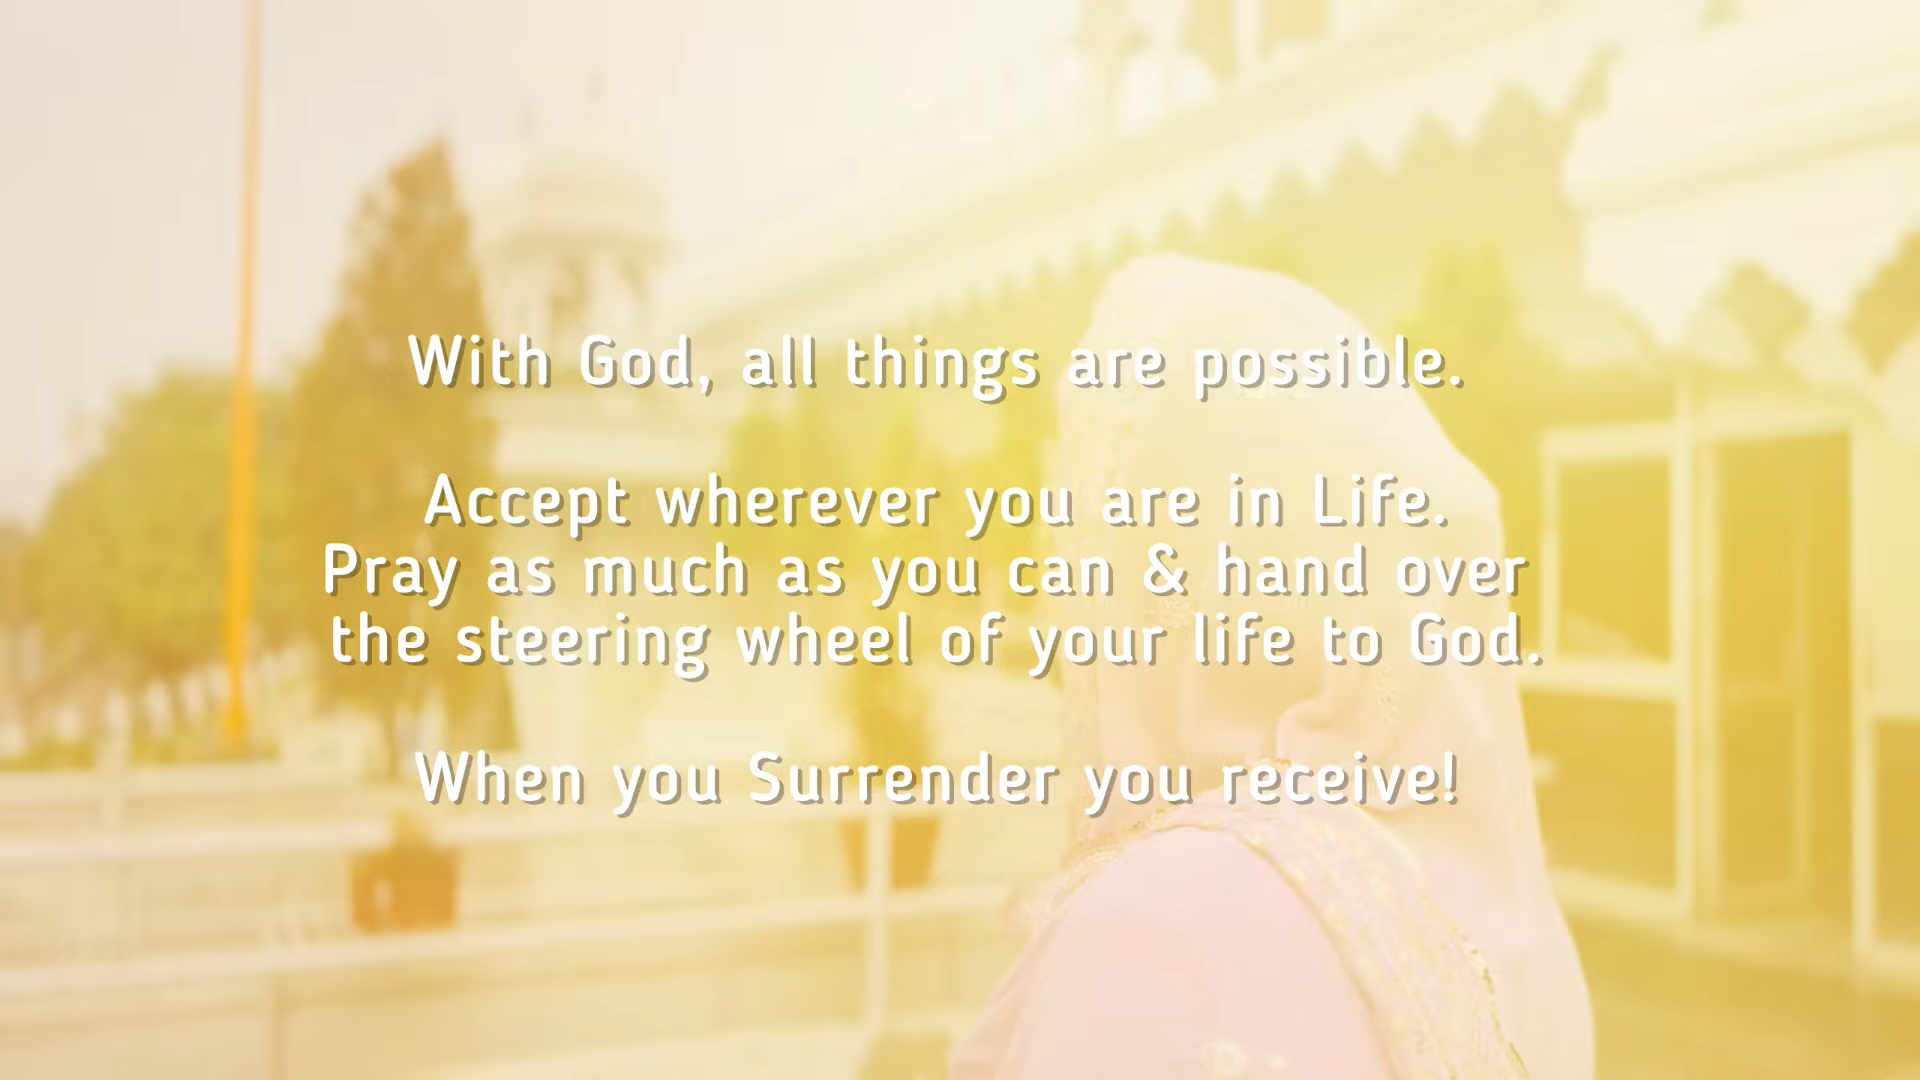 With God, all things are possible.
Accept wherever you are in Life.
Pray as much as you can & hand over
the steering wheel of your life to God.
When you Surrender you receive!